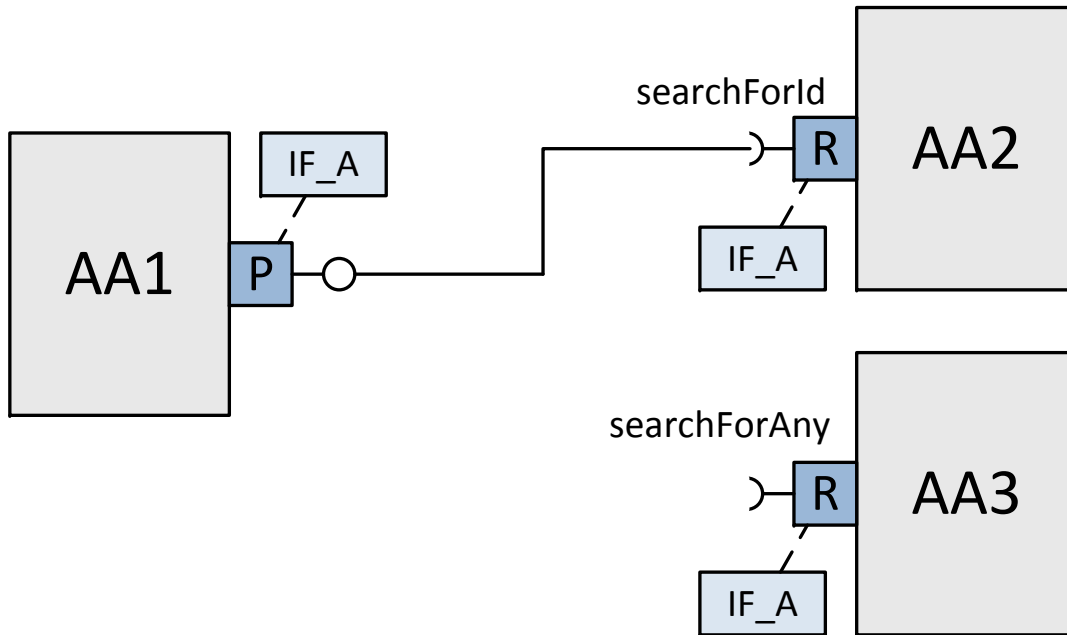 searchForId
IF_A
R
AA2
AA1
P
IF_A
searchForAny
R
AA3
IF_A